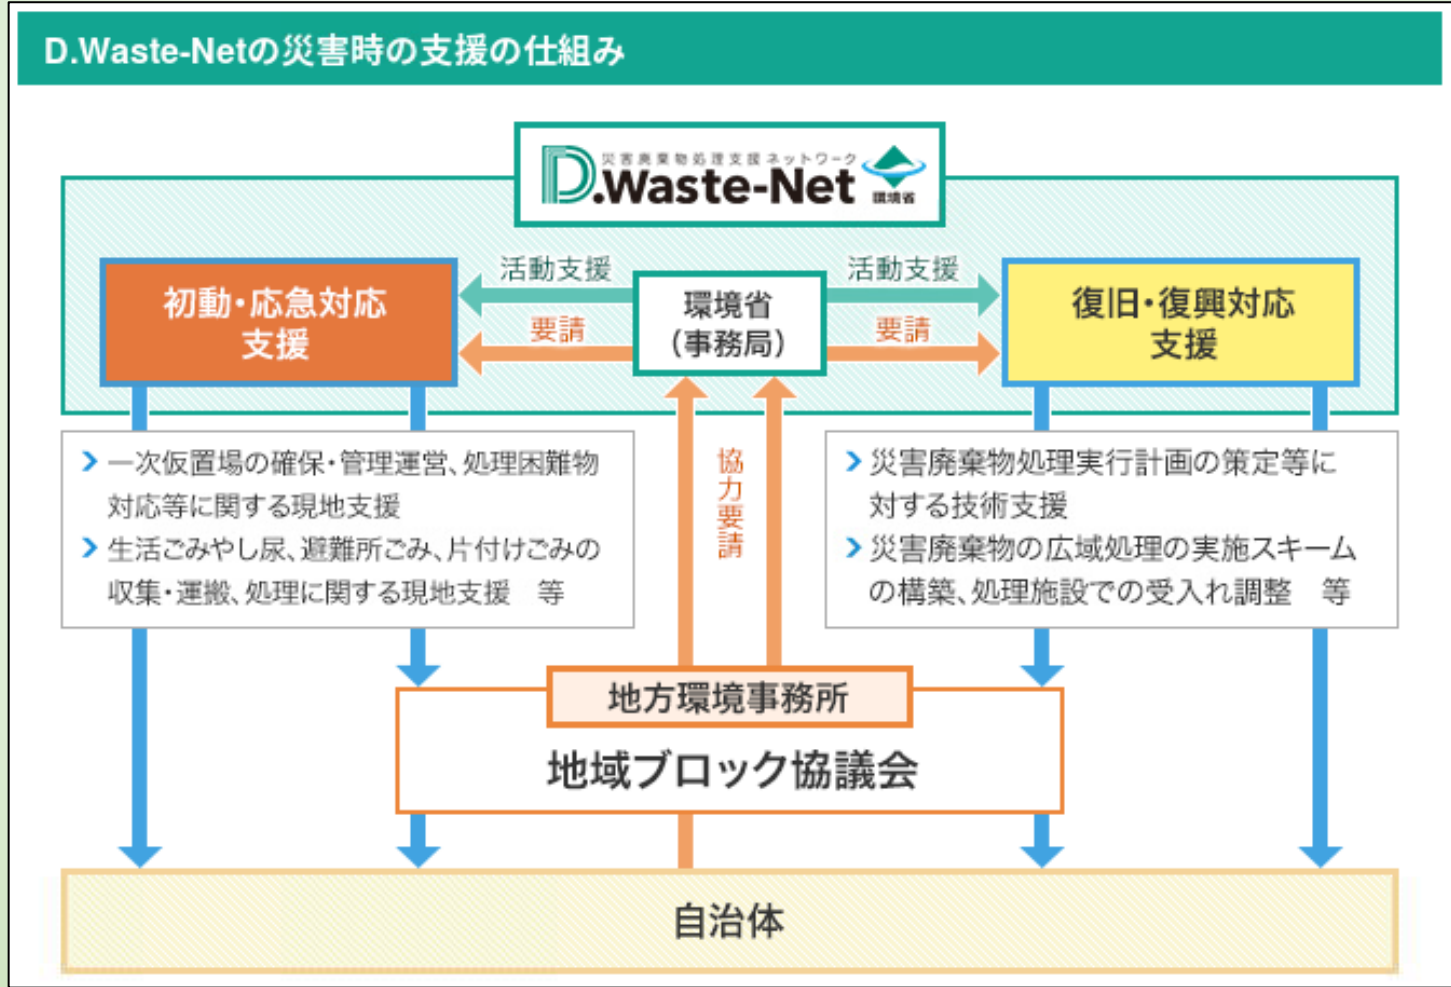 D.Waste-Netの災害時の支援の仕組み
災害廃棄物処理支援ネットワーク
D.Waste-Net
環境省
活動支援
活動支援
初動・応急対応
支援
環境省
（事務局）
復旧・復興対応
支援
要請
要請
一次仮置場の確保・管理運営、処理困難物
対応等に関する現地支援
生活ごみやし尿、避難所ごみ、片付けごみの
収集・運搬、処理に関する現地支援　等
協力要請
災害廃棄物処理実行計画の策定等に
対する技術支援
災害廃棄物の広域処理の実施スキーム
の構築、処理施設での受入れ調整　等
地方環境事務所
地域ブロック協議会
自治体